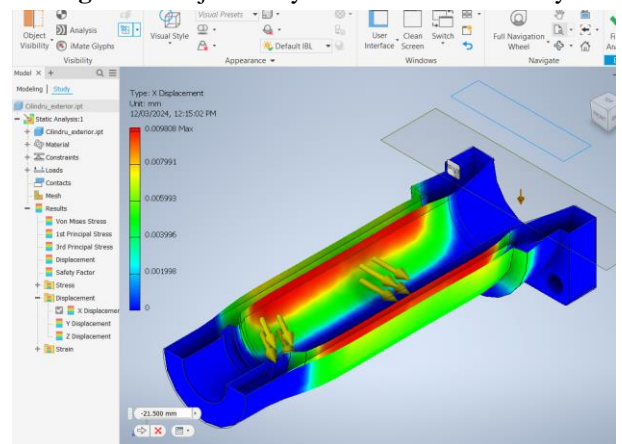 Object
Visibility
Analysis
iMate Glyphs
Visibility
Visual Style
Visual Presets
Default IBL
Appearance
User
Interface
Clean
Screen
Switch
Windows
Full Navigation
Wheel
Navigate
Model
Modeling
Study
Cilindru_exterior.ipt
Static Analysis:1
Cilindru_exterior.ipt
Material
Constraints
Loads
Contacts
Mesh
Results
Von Mises Stress
1st Principal Stress
3rd Principal Stress
Displacement
Safety Factor
Stress
Displacement
X Displacemer
Y Displacement
Z Displacement
Strain
Type: X Displacement
Unit: mm
12/03/2024, 12:15:02 PM
0.009808 Max
0.007991
0.005993
0.003996
0.001998
0
-21.500 mm